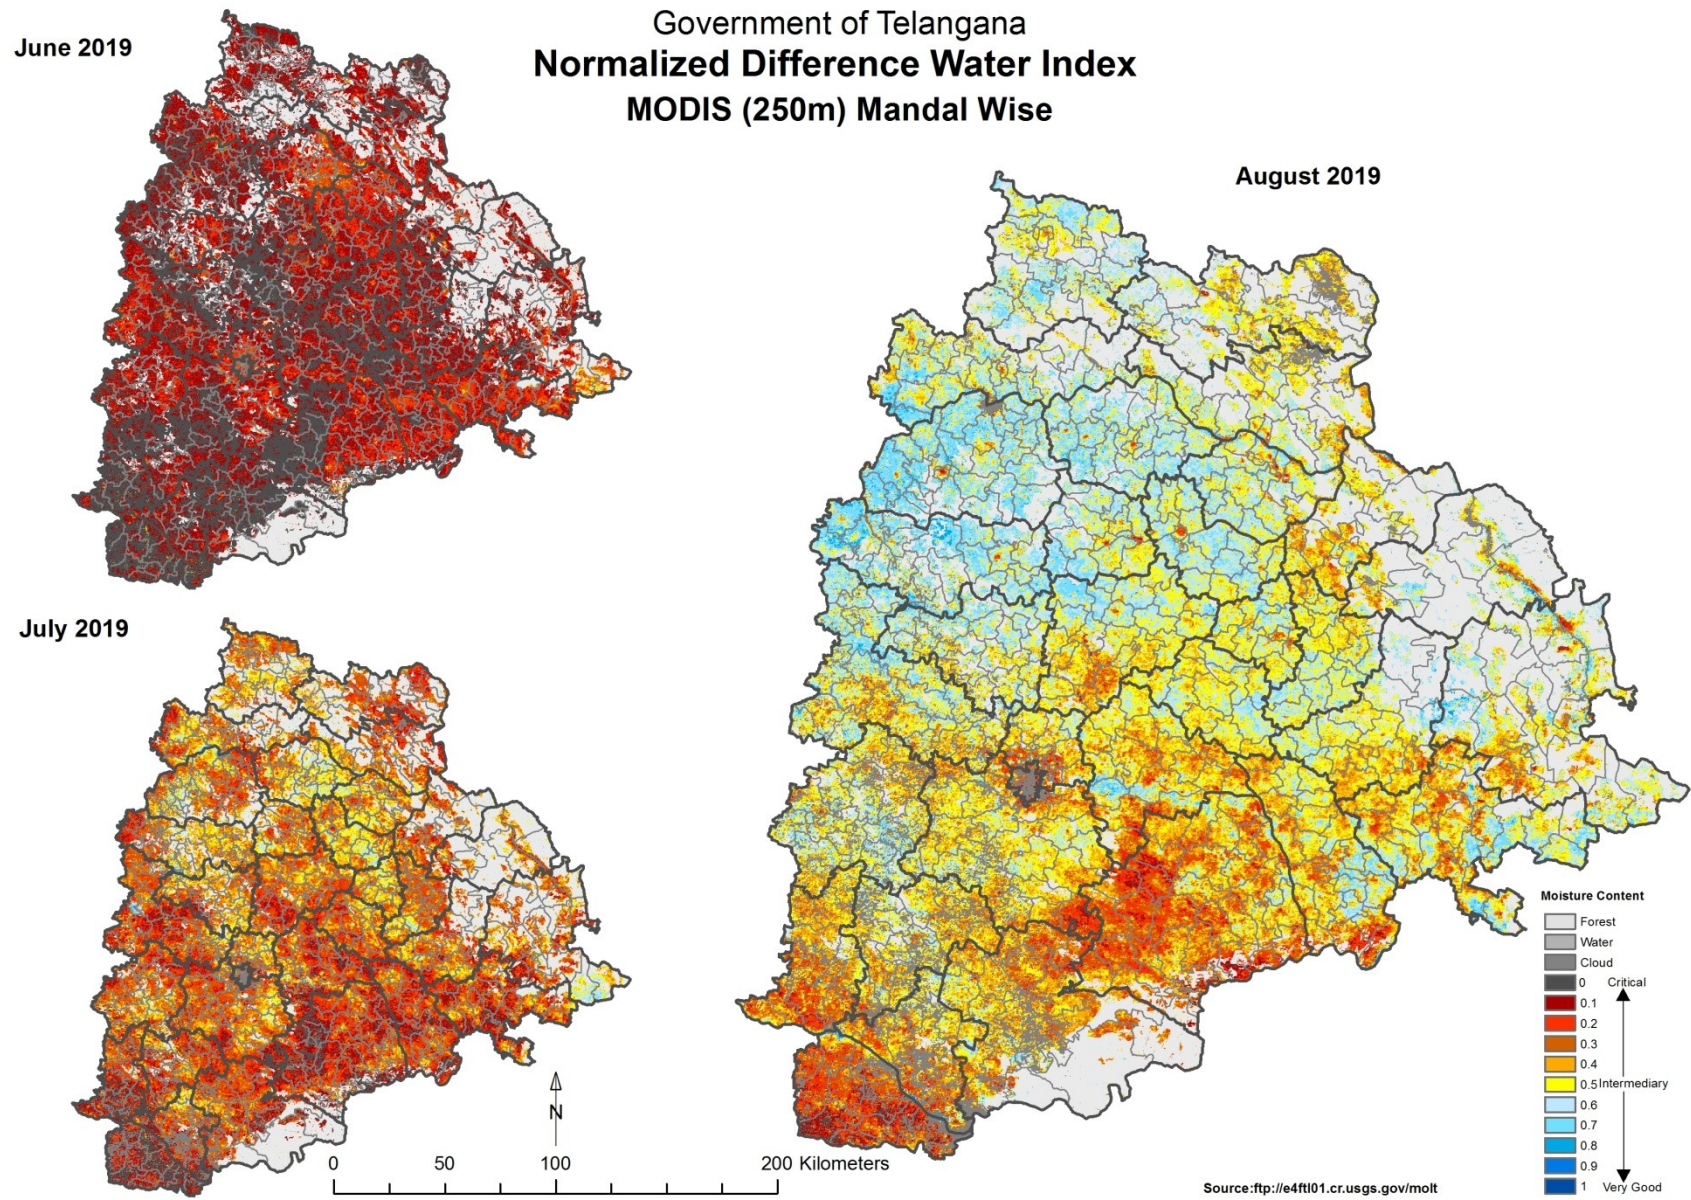 Government of Telangana
Normalized Difference Water Index
MODIS (250m) Mandal Wise
June 2019
August 2019
July 2019
N
0 50 100 200 Kilometers
Moisture Content
Forest
Water
Cloud
0 Critical
0.1
0.2
0.3
0.4
0.5 Intermediary
0.6
0.7
0.8
0.9
1 Very Good
Source:ftp://e4ftl01.cr.usgs.gov/molt